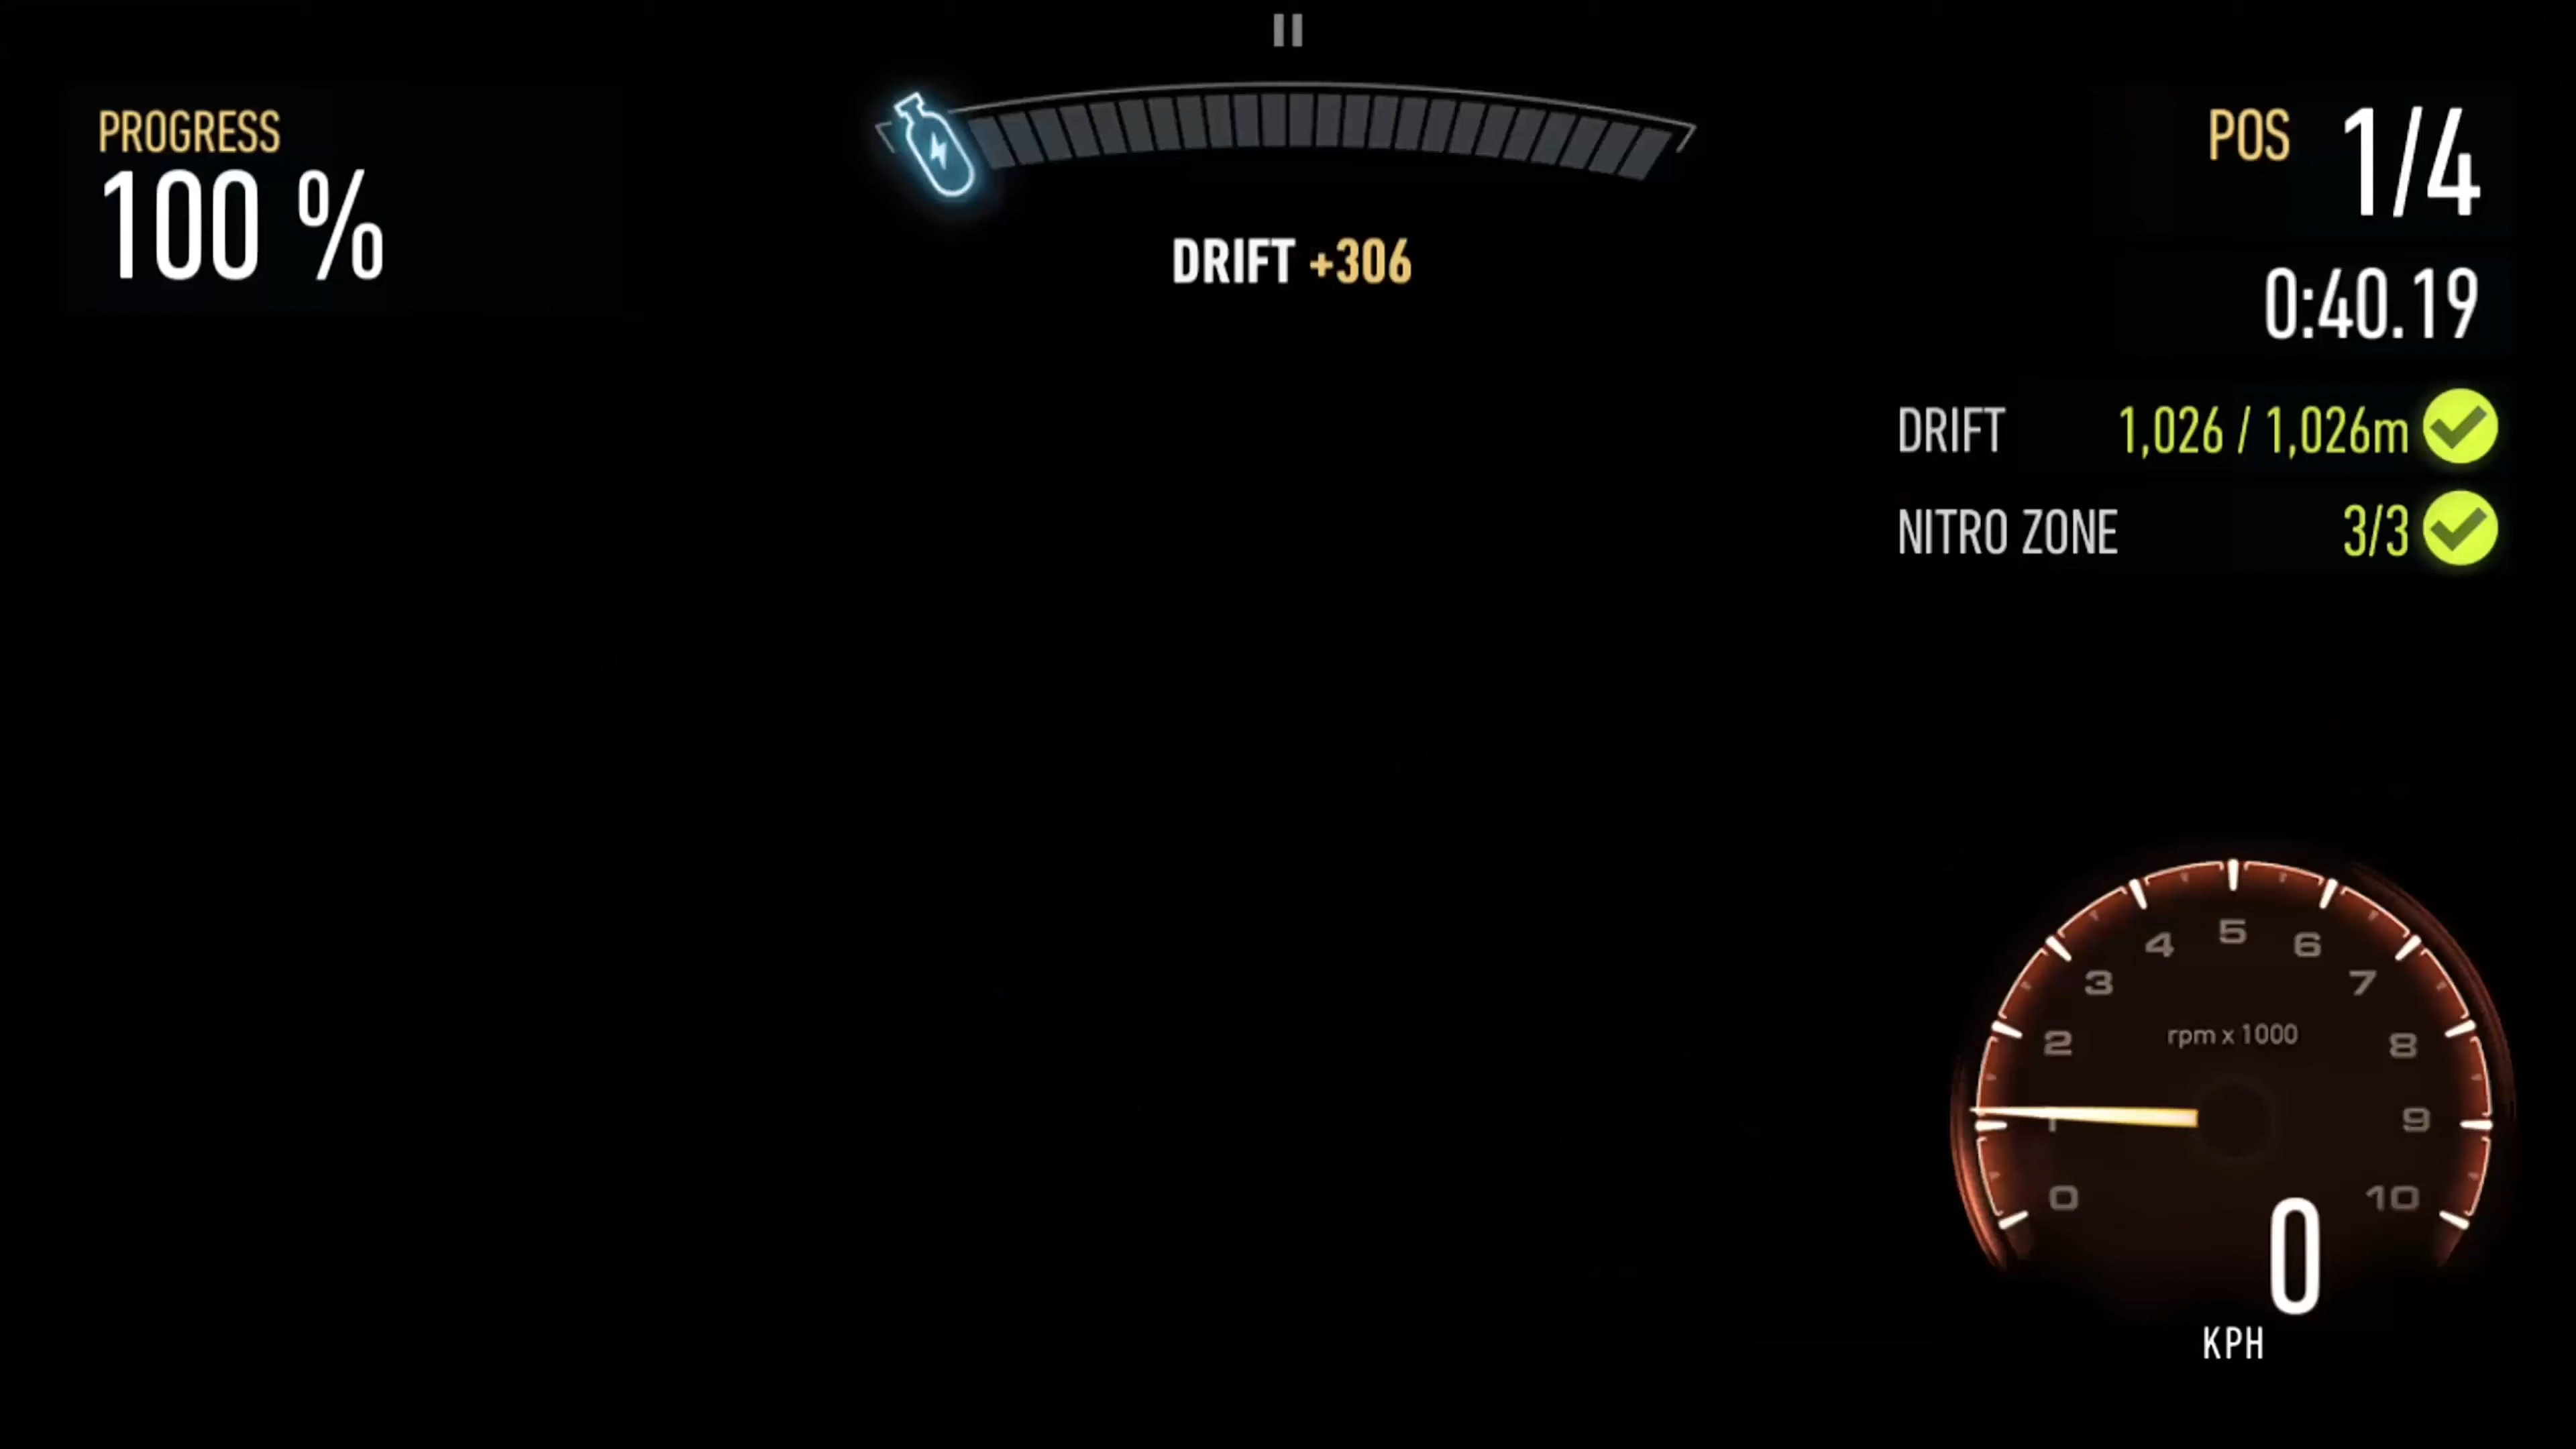 PROGRESS
100 %
DRIFT +306
POS 1/4
0:40.19
DRIFT 1,026 / 1,026m
NITRO ZONE 3/3
0
1
2
3
4
5
6
7
8
9
10
rpm x 1000
0
KPH